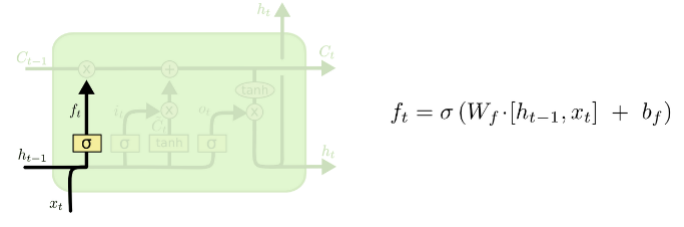 h_t
C_{t-1}
C_t
tanh
f_t
i_t
o_t
C̃_t
σ
σ
tanh
σ
h_{t-1}
h_t
x_t
f_t = σ (W_f · [h_{t-1}, x_t] + b_f)